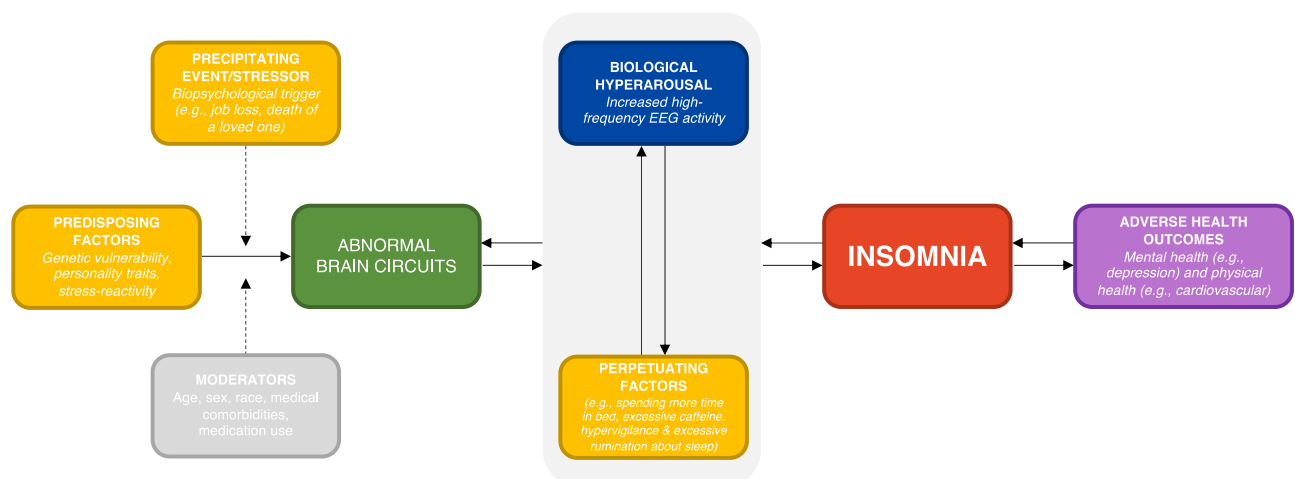 PRECIPITATING
EVENT/STRESSOR
Biopsychological trigger
(e.g., job loss, death of
a loved one)
PREDISPOSING
FACTORS
Genetic vulnerability,
personality traits,
stress-reactivity
MODERATORS
Age, sex, race, medical
comorbidities,
medication use
ABNORMAL
BRAIN CIRCUITS
BIOLOGICAL
HYPERAROUSAL
Increased high-
frequency EEG activity
PERPETUATING
FACTORS
(e.g., spending more time
in bed, excessive caffeine,
hypervigilance & excessive
rumination about sleep)
INSOMNIA
ADVERSE HEALTH
OUTCOMES
Mental health (e.g.,
depression) and physical
health (e.g., cardiovascular)